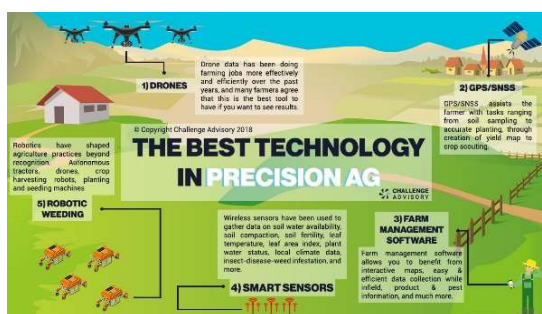 1) DRONES
Drone data has been doing
farming jobs more effectively
and efficiently over the past
years, and many farmers agree
that this is the best tool to
have if you want to see results.
2) GPS/SNSS
GPS/SNSS assists the
farmer with tasks ranging
from soil sampling to
accurate planting, through
creation of yield map to
crop scouting.
© Copyright Challenge Advisory 2018
THE BEST TECHNOLOGY
IN PRECISION AG
CHALLENGE
ADVISORY
Robotics have shaped
agriculture practices beyond
recognition. Autonomous
tractors, drones, crop
harvesting robots, planting
and seeding machines
5) ROBOTIC
WEEDING
Wireless sensors have been used to
gather data on soil water availability,
soil compaction, soil fertility, leaf
temperature, leaf area index, plant
water status, local climate data,
insect-disease-weed infestation, and
more.
4) SMART SENSORS
3) FARM
MANAGEMENT
SOFTWARE
Farm management software
allows you to benefit from
interactive maps, easy &
efficient data collection while
infield, product & pest
information, and much more.